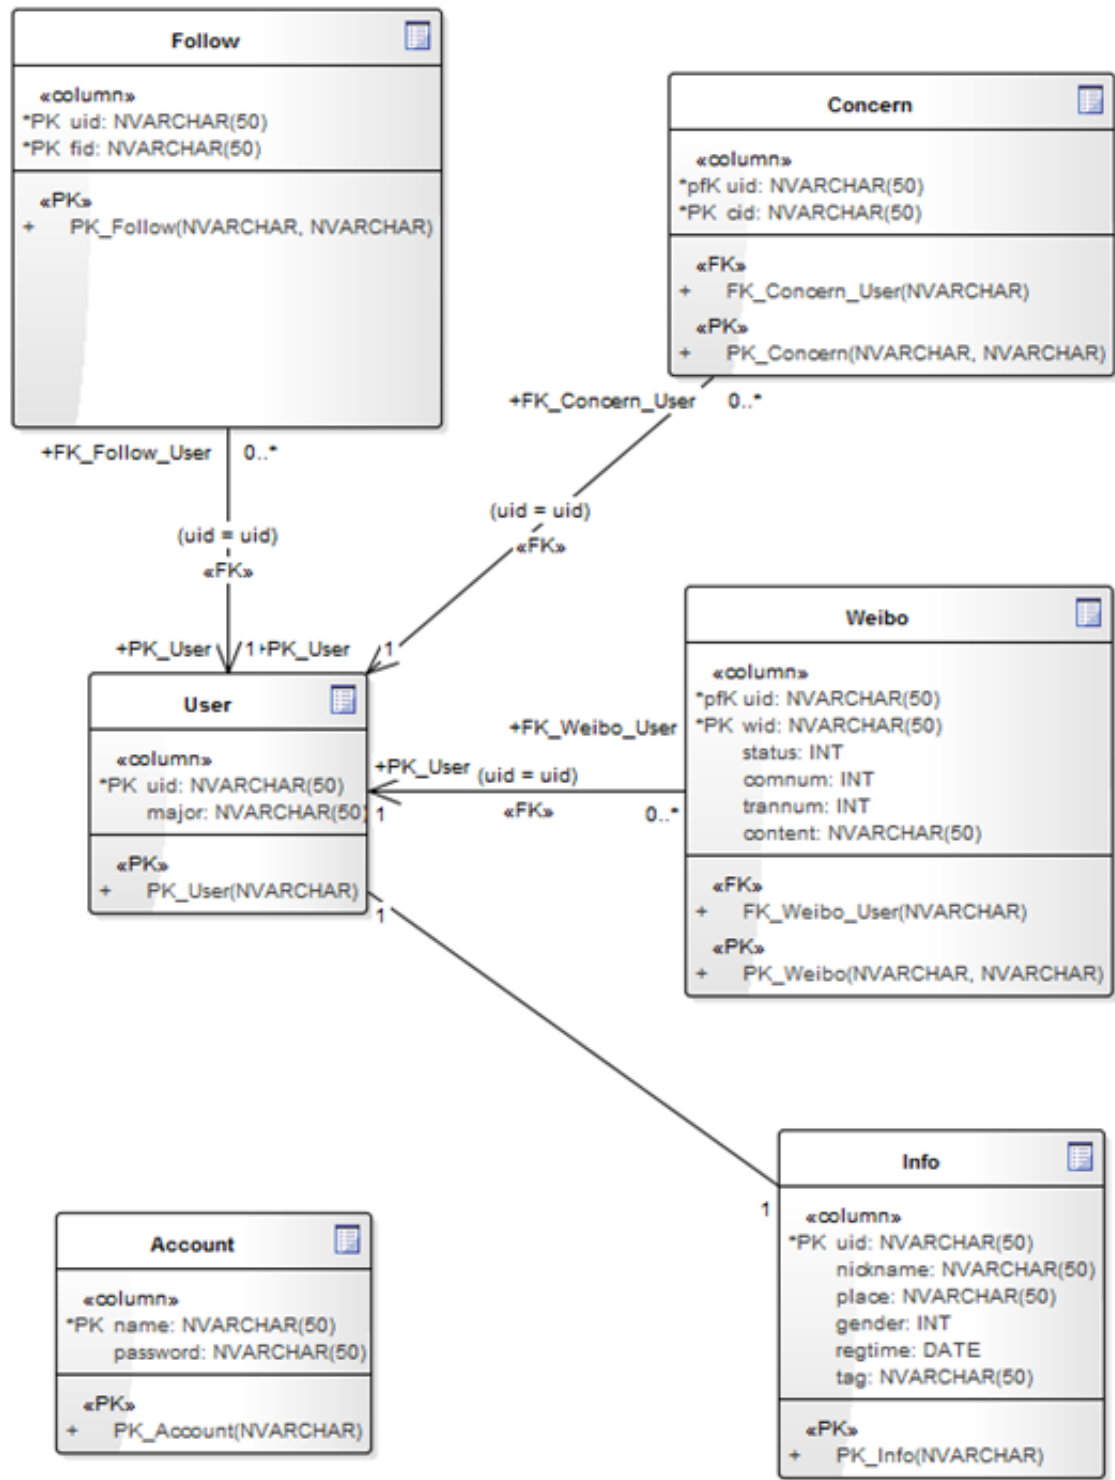 Follow
«column»
*PK uid: NVARCHAR(50)
*PK fid: NVARCHAR(50)
«PK»
+ PK_Follow(NVARCHAR, NVARCHAR)
Concern
«column»
*pfK uid: NVARCHAR(50)
*PK cid: NVARCHAR(50)
«FK»
+ FK_Concern_User(NVARCHAR)
«PK»
+ PK_Concern(NVARCHAR, NVARCHAR)
+FK_Concern_User 0..*
+FK_Follow_User 0..*
(uid = uid)
«FK»
(uid = uid)
«FK»
+PK_User 1
+PK_User 1
User
«column»
*PK uid: NVARCHAR(50)
major: NVARCHAR(50)
«PK»
+ PK_User(NVARCHAR)
+FK_Weibo_User
+PK_User (uid = uid)
1 «FK» 0..*
Weibo
«column»
*pfK uid: NVARCHAR(50)
*PK wid: NVARCHAR(50)
status: INT
comnum: INT
trannum: INT
content: NVARCHAR(50)
«FK»
+ FK_Weibo_User(NVARCHAR)
«PK»
+ PK_Weibo(NVARCHAR, NVARCHAR)
1
1
Info
«column»
*PK uid: NVARCHAR(50)
nickname: NVARCHAR(50)
place: NVARCHAR(50)
gender: INT
regtime: DATE
tag: NVARCHAR(50)
«PK»
+ PK_Info(NVARCHAR)
Account
«column»
*PK name: NVARCHAR(50)
password: NVARCHAR(50)
«PK»
+ PK_Account(NVARCHAR)